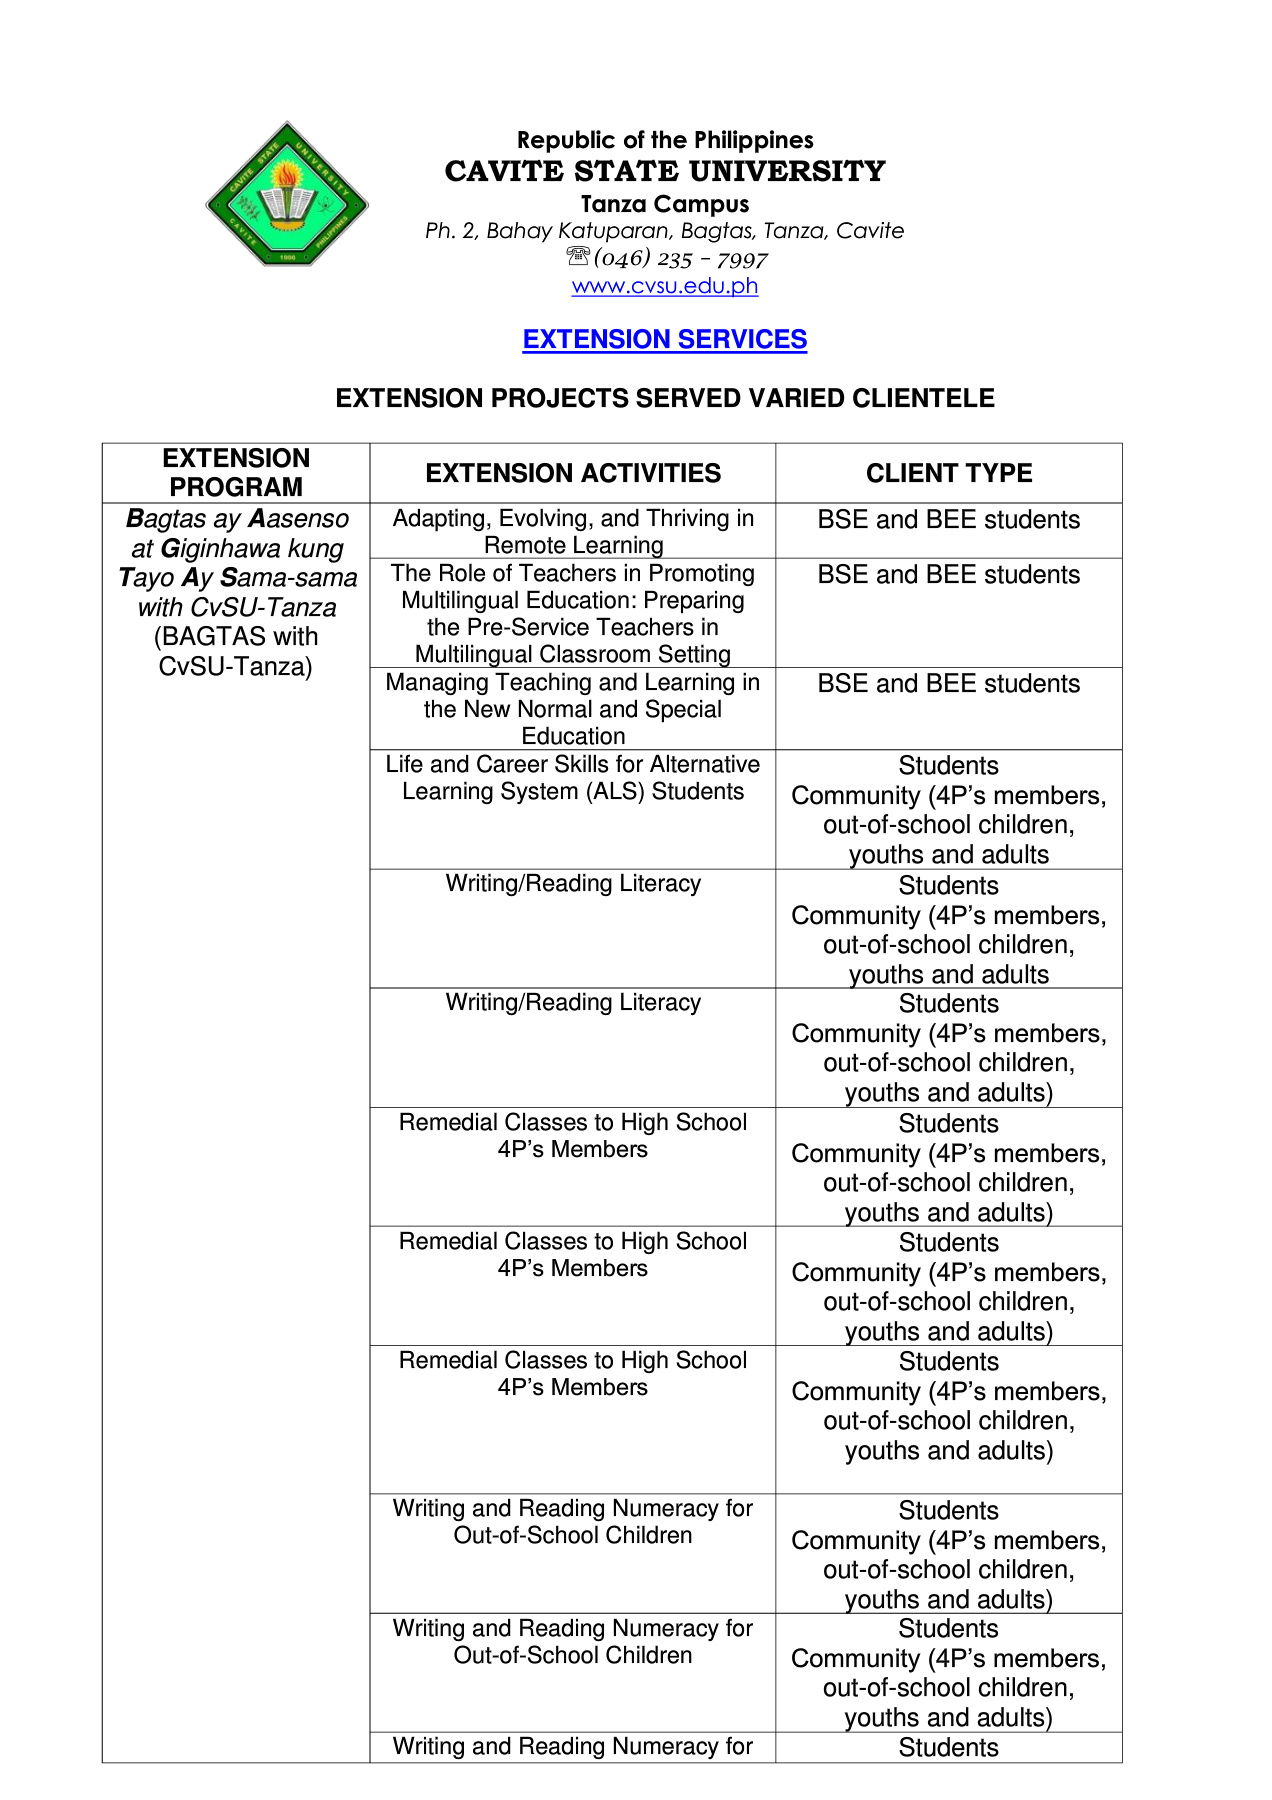 CAVITE STATE UNIVERSITY
CAVITE PHILIPPINES
1906
Republic of the Philippines
CAVITE STATE UNIVERSITY
Tanza Campus
Ph. 2, Bahay Katuparan, Bagtas, Tanza, Cavite
☏(046) 235 – 7997
www.cvsu.edu.ph
EXTENSION SERVICES
EXTENSION PROJECTS SERVED VARIED CLIENTELE
EXTENSION
PROGRAM
EXTENSION ACTIVITIES
CLIENT TYPE
Bagtas ay Aasenso
at Giginhawa kung
Tayo Ay Sama-sama
with CvSU-Tanza
(BAGTAS with
CvSU-Tanza)
Adapting, Evolving, and Thriving in
Remote Learning
BSE and BEE students
The Role of Teachers in Promoting
Multilingual Education: Preparing
the Pre-Service Teachers in
Multilingual Classroom Setting
BSE and BEE students
Managing Teaching and Learning in
the New Normal and Special
Education
BSE and BEE students
Life and Career Skills for Alternative
Learning System (ALS) Students
Students
Community (4P’s members,
out-of-school children,
youths and adults
Writing/Reading Literacy
Students
Community (4P’s members,
out-of-school children,
youths and adults
Writing/Reading Literacy
Students
Community (4P’s members,
out-of-school children,
youths and adults)
Remedial Classes to High School
4P’s Members
Students
Community (4P’s members,
out-of-school children,
youths and adults)
Remedial Classes to High School
4P’s Members
Students
Community (4P’s members,
out-of-school children,
youths and adults)
Remedial Classes to High School
4P’s Members
Students
Community (4P’s members,
out-of-school children,
youths and adults)
Writing and Reading Numeracy for
Out-of-School Children
Students
Community (4P’s members,
out-of-school children,
youths and adults)
Writing and Reading Numeracy for
Out-of-School Children
Students
Community (4P’s members,
out-of-school children,
youths and adults)
Writing and Reading Numeracy for
Students